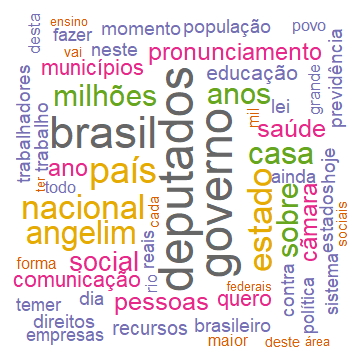 ensino
desta
fazer
momento
população
povo
vai
neste
pronunciamento
municípios
educação
grande
previdência
trabalhadores
trabalho
milhões
deputados
governo
anos
lei
mil
saúde
brasil
ano
país
casa
ainda
hoje
ter
todo
nacional
cada
estado
sobre
câmara
estados
sociais
angelim
forma
social
rio
reais
contra
política
sistema
comunicação
federais
temer
dia
pessoas
quero
direitos
empresas
recursos
brasileiro
maior
deste
área